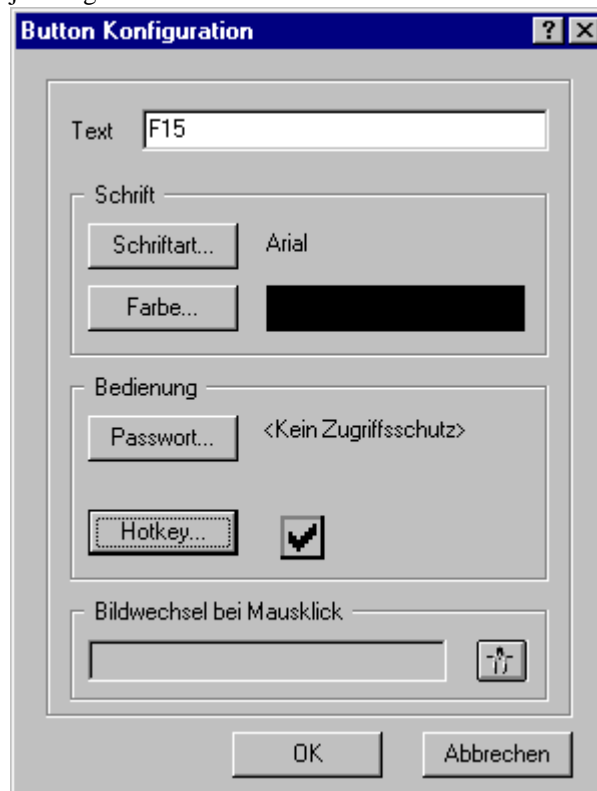 Button Konfiguration
Text F15
Schrift
Schriftart... Arial
Farbe...
Bedienung
Passwort... <Kein Zugriffsschutz>
Hotkey...
Bildwechsel bei Mausklick
OK Abbrechen